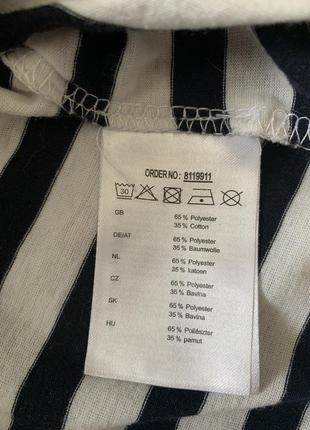 ORDER NO: 8119911
30
GB 65 % Polyester
35 % Cotton
DE/AT 65 % Polyester
35 % Baumwolle
NL 65 % Polyester
35 % katoen
CZ 65 % Polyester
35 % Bavlna
SK 65 % Polyester
35 % Bavlna
HU 65 % Poliészter
35 % pamut